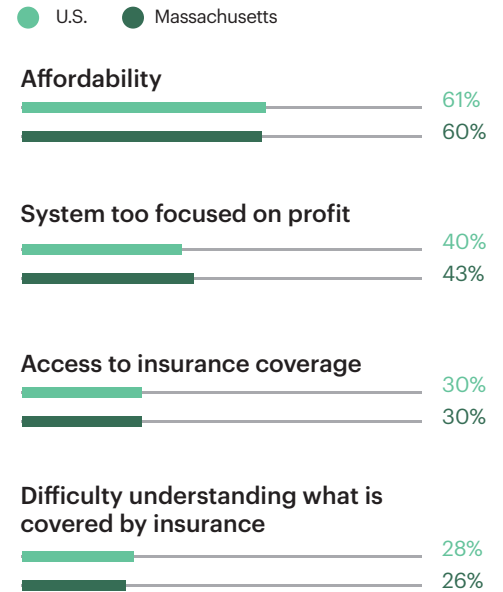 U.S. Massachusetts
Affordability
61%
60%
System too focused on profit
40%
43%
Access to insurance coverage
30%
30%
Difficulty understanding what is
covered by insurance
28%
26%